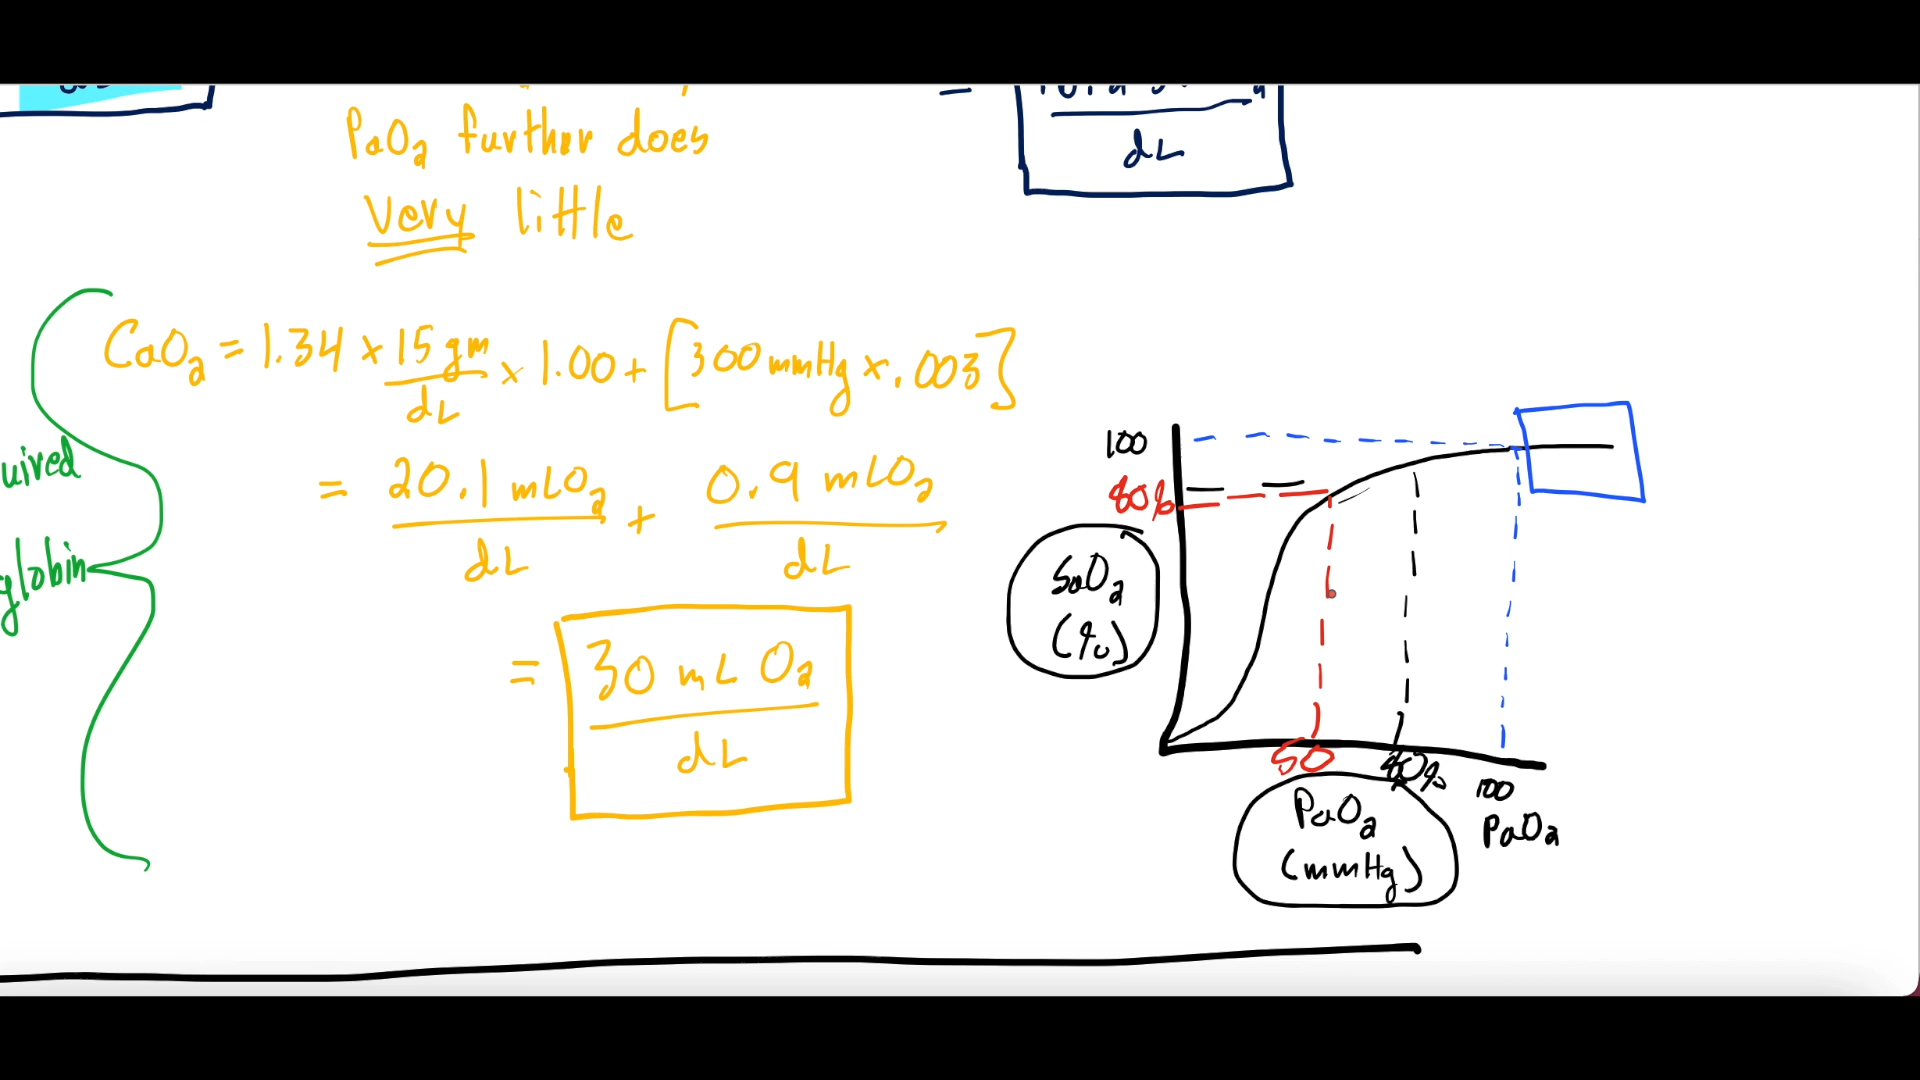 PaO₂ further does
very little
dL
CaO₂ = 1.34 × 15 gm/dL × 1.00 + [300 mmHg × .003]
= 20.1 mLO₂/dL + 0.9 mLO₂/dL
= 30 mL O₂/dL
uired
globin
100
80%
SaO₂
(%)
50
100
PaO₂
PaO₂
(mmHg)